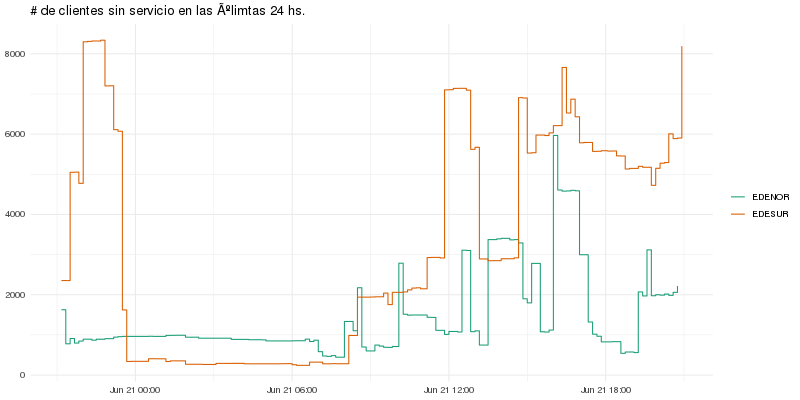 # de clientes sin servicio en las Ãºlimtas 24 hs.
8000
6000
4000
2000
0
Jun 21 00:00
Jun 21 06:00
Jun 21 12:00
Jun 21 18:00
EDENOR
EDESUR